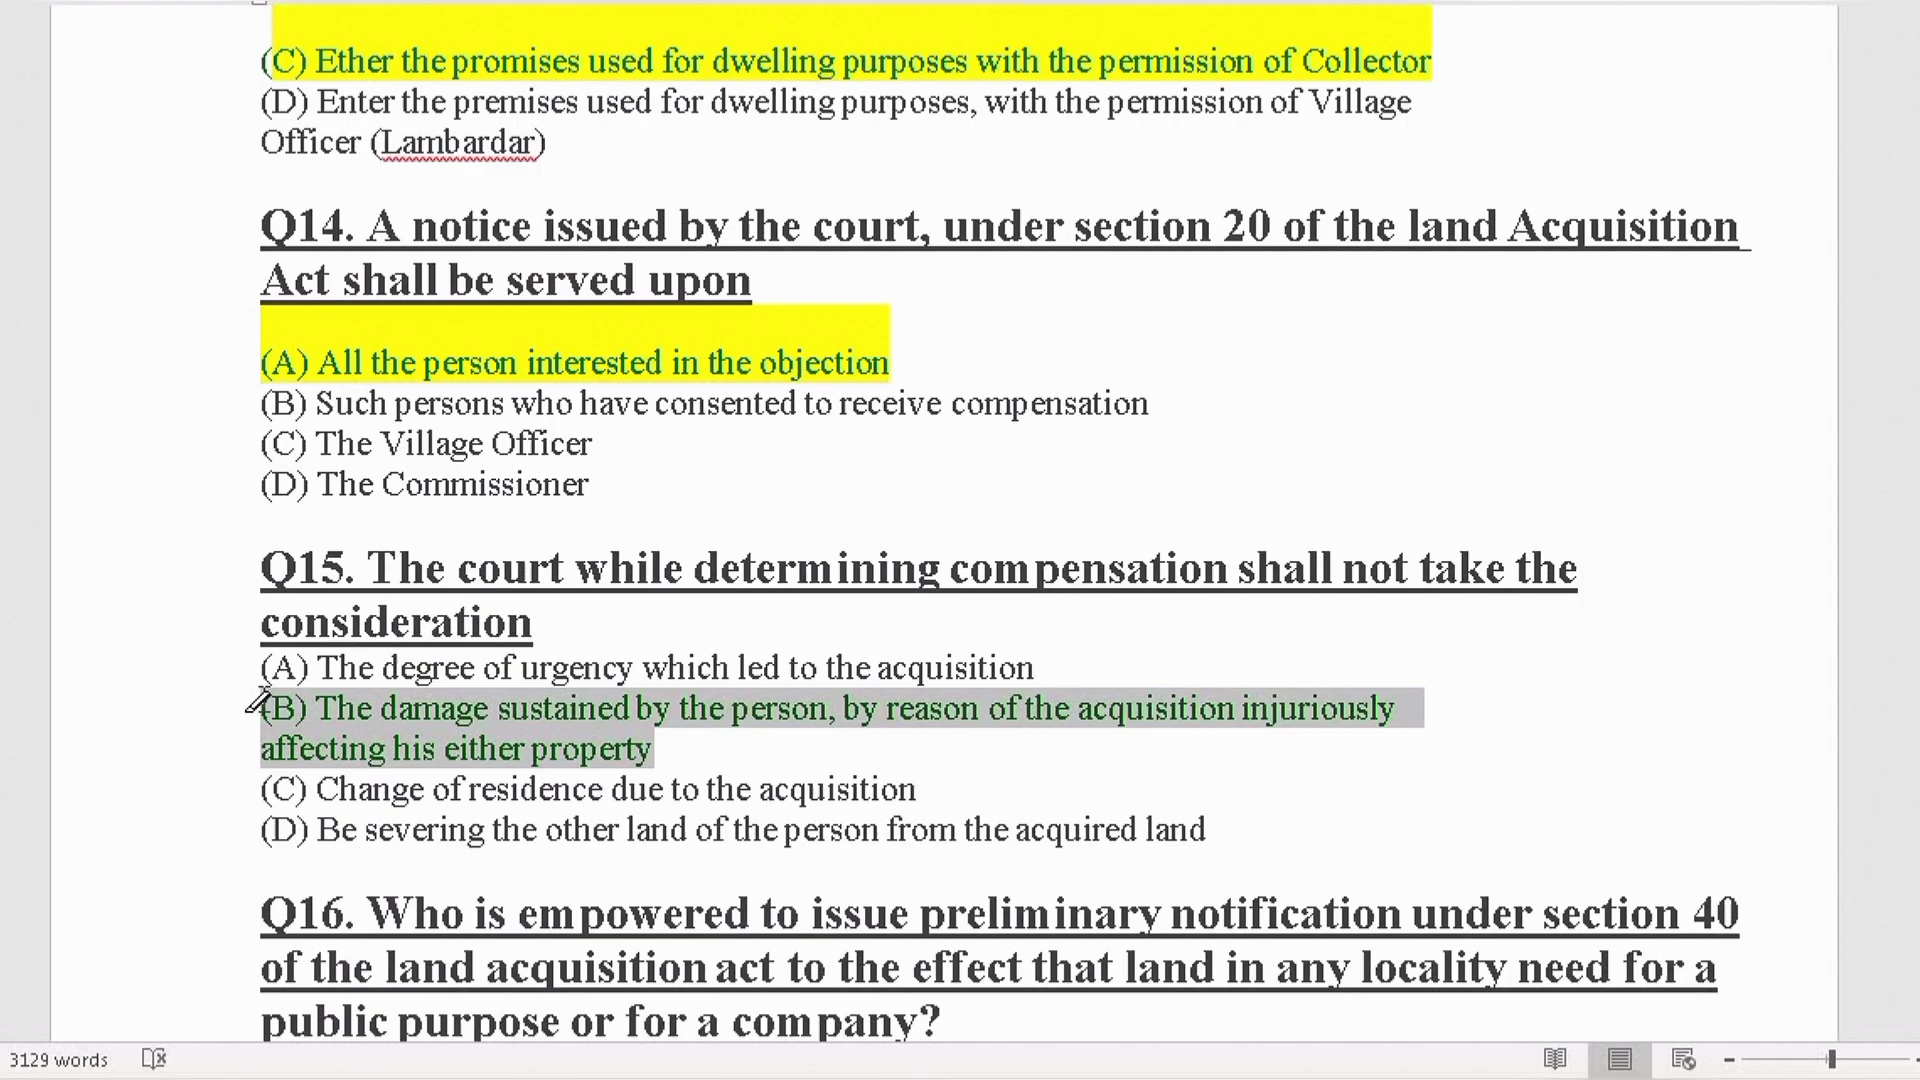 (C) Ether the promises used for dwelling purposes with the permission of Collector
(D) Enter the premises used for dwelling purposes, with the permission of Village
Officer (Lambardar)
Q14. A notice issued by the court, under section 20 of the land Acquisition
Act shall be served upon
(A) All the person interested in the objection
(B) Such persons who have consented to receive compensation
(C) The Village Officer
(D) The Commissioner
Q15. The court while determining compensation shall not take the
consideration
(A) The degree of urgency which led to the acquisition
(B) The damage sustained by the person, by reason of the acquisition injuriously
affecting his either property
(C) Change of residence due to the acquisition
(D) Be severing the other land of the person from the acquired land
Q16. Who is empowered to issue preliminary notification under section 40
of the land acquisition act to the effect that land in any locality need for a
public purpose or for a company?
3129 words